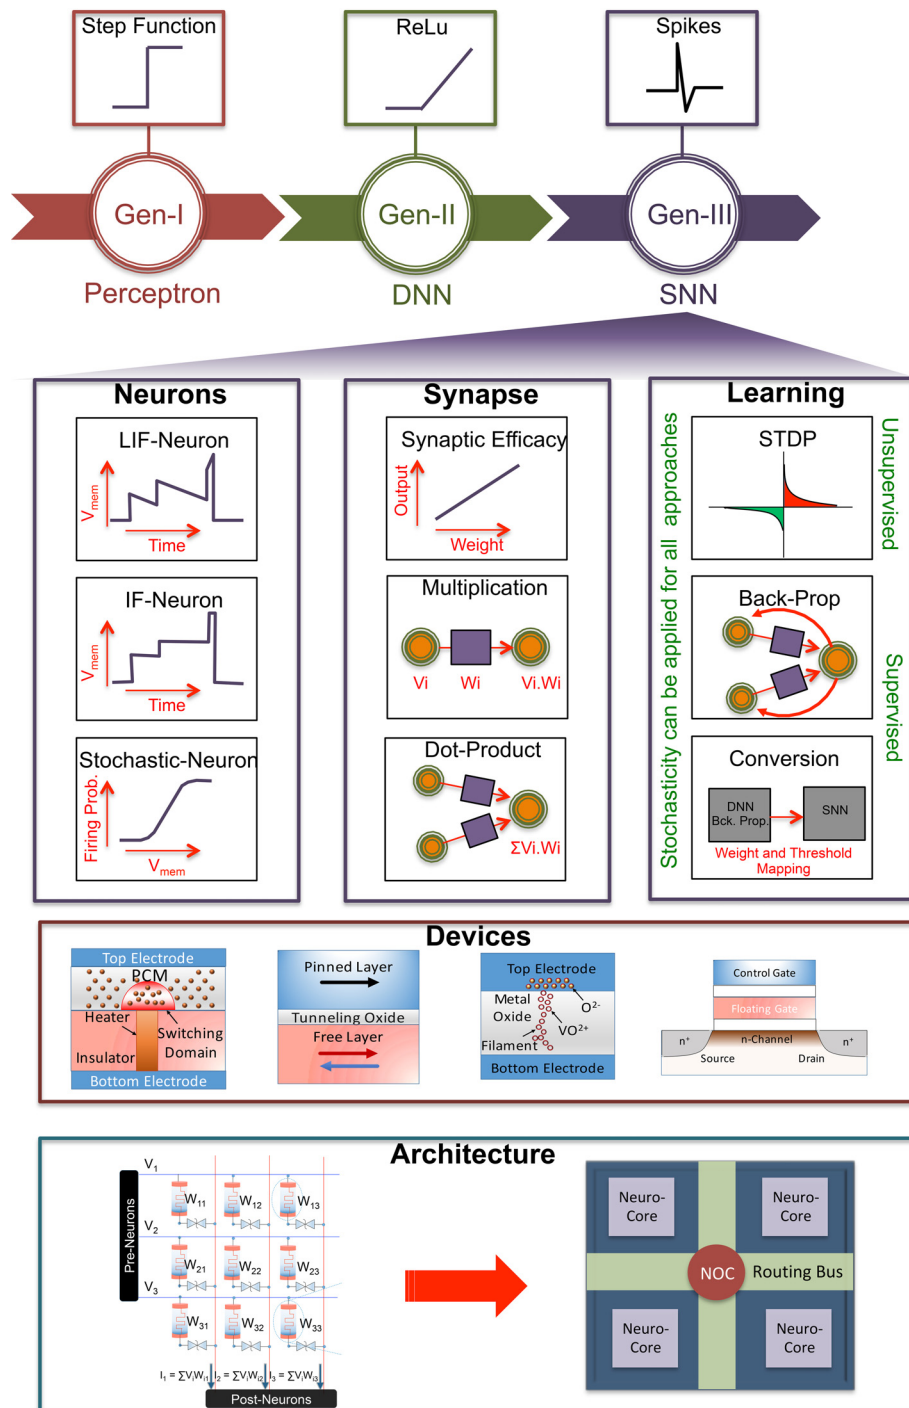 Step Function
ReLu
Spikes
Gen-I
Gen-II
Gen-III
Perceptron
DNN
SNN
Neurons
LIF-Neuron
Vmem
Time
IF-Neuron
Vmem
Time
Stochastic-Neuron
Firing Prob.
Vmem
Synapse
Synaptic Efficacy
Output
Weight
Multiplication
Vi
Wi
Vi.Wi
Dot-Product
ΣVi.Wi
Learning
Stochasticity can be applied for all approaches
STDP
Unsupervised
Back-Prop
Supervised
Conversion
DNN
Bck. Prop.
SNN
Weight and Threshold
Mapping
Devices
Top Electrode
PCM
Heater
Switching
Domain
Insulator
Bottom Electrode
Pinned Layer
Tunneling Oxide
Free Layer
Top Electrode
Metal
Oxide
O2-
VO2+
Filament
Bottom Electrode
Control Gate
Floating Gate
n+
n-Channel
n+
Source
Drain
Architecture
Pre-Neurons
V1
W11
W12
W13
V2
W21
W22
W23
V3
W31
W32
W33
I1 = ∑ViWi1
I2 = ∑ViWi2
I3 = ∑ViWi3
Post-Neurons
Neuro-
Core
Neuro-
Core
NOC
Routing Bus
Neuro-
Core
Neuro-
Core